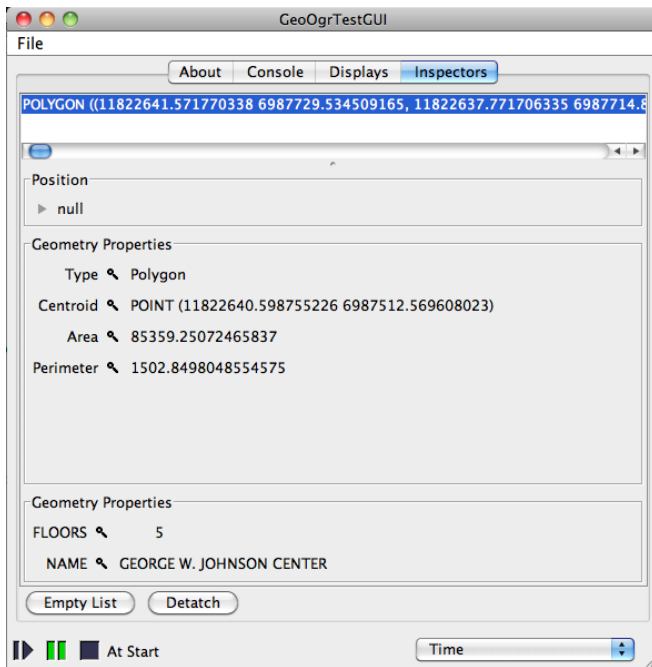 GeoOgrTestGUI
File
About Console Displays Inspectors
POLYGON ((11822641.571770338 6987729.534509165, 11822637.771706335 6987714.8
Position
null
Geometry Properties
Type Polygon
Centroid POINT (11822640.598755226 6987512.569608023)
Area 85359.25072465837
Perimeter 1502.8498048554575
Geometry Properties
FLOORS 5
NAME GEORGE W. JOHNSON CENTER
Empty List Detatch
At Start Time